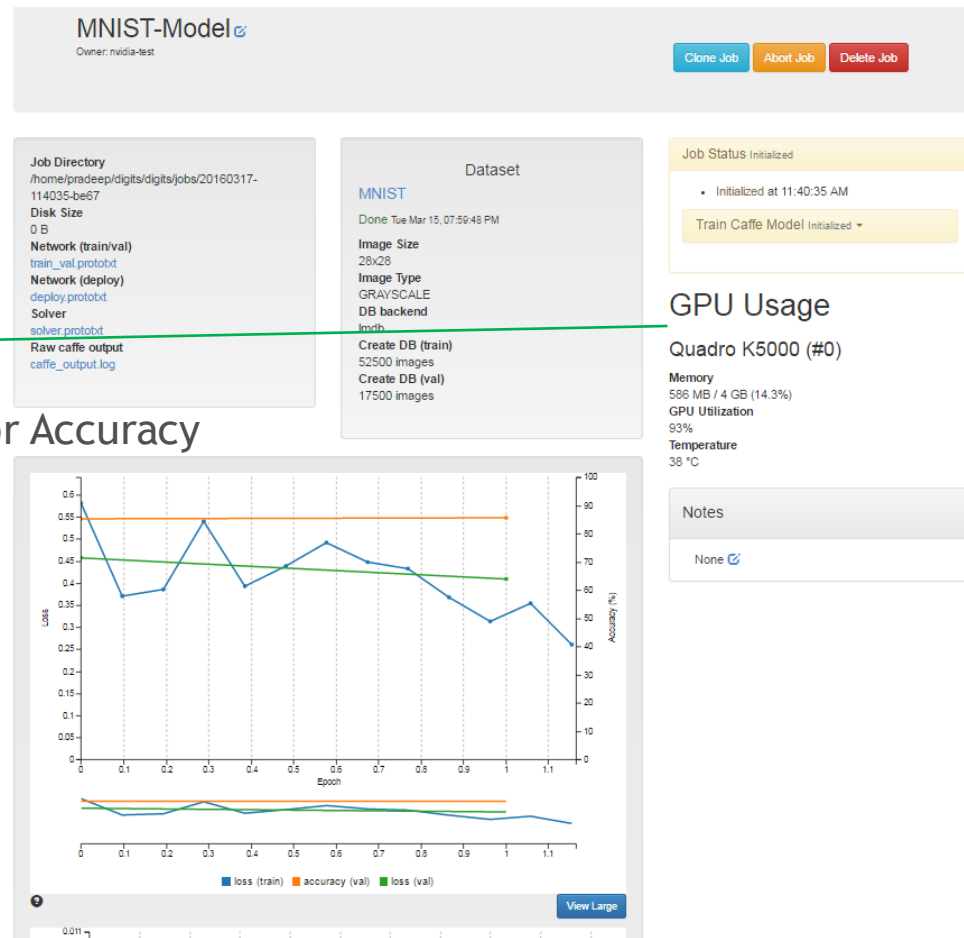 MNIST-Model
Owner: nvidia-test
Clone Job
Abort Job
Delete Job
Job Directory
/home/pradeep/digits/digits/jobs/20160317-
114035-be67
Disk Size
0 B
Network (train/val)
train_val.prototxt
Network (deploy)
deploy.prototxt
Solver
solver.prototxt
Raw caffe output
caffe_output.log
Dataset
MNIST
Done Tue Mar 15, 07:59:48 PM
Image Size
28x28
Image Type
GRAYSCALE
DB backend
lmdb
Create DB (train)
52500 images
Create DB (val)
17500 images
Job Status Initialized
Initialized at 11:40:35 AM
Train Caffe Model Initialized
GPU Usage
Quadro K5000 (#0)
Memory
586 MB / 4 GB (14.3%)
GPU Utilization
93%
Temperature
38 °C
Notes
None
or Accuracy
0.6
0.55
0.5
0.45
0.4
0.35
0.3
0.25
0.2
0.15
0.1
0.05
0
Loss
100
90
80
70
60
50
40
30
20
10
0
Accuracy (%)
0 0.1 0.2 0.3 0.4 0.5 0.6 0.7 0.8 0.9 1 1.1
Epoch
0 0.1 0.2 0.3 0.4 0.5 0.6 0.7 0.8 0.9 1 1.1
loss (train) accuracy (val) loss (val)
View Large
0.011